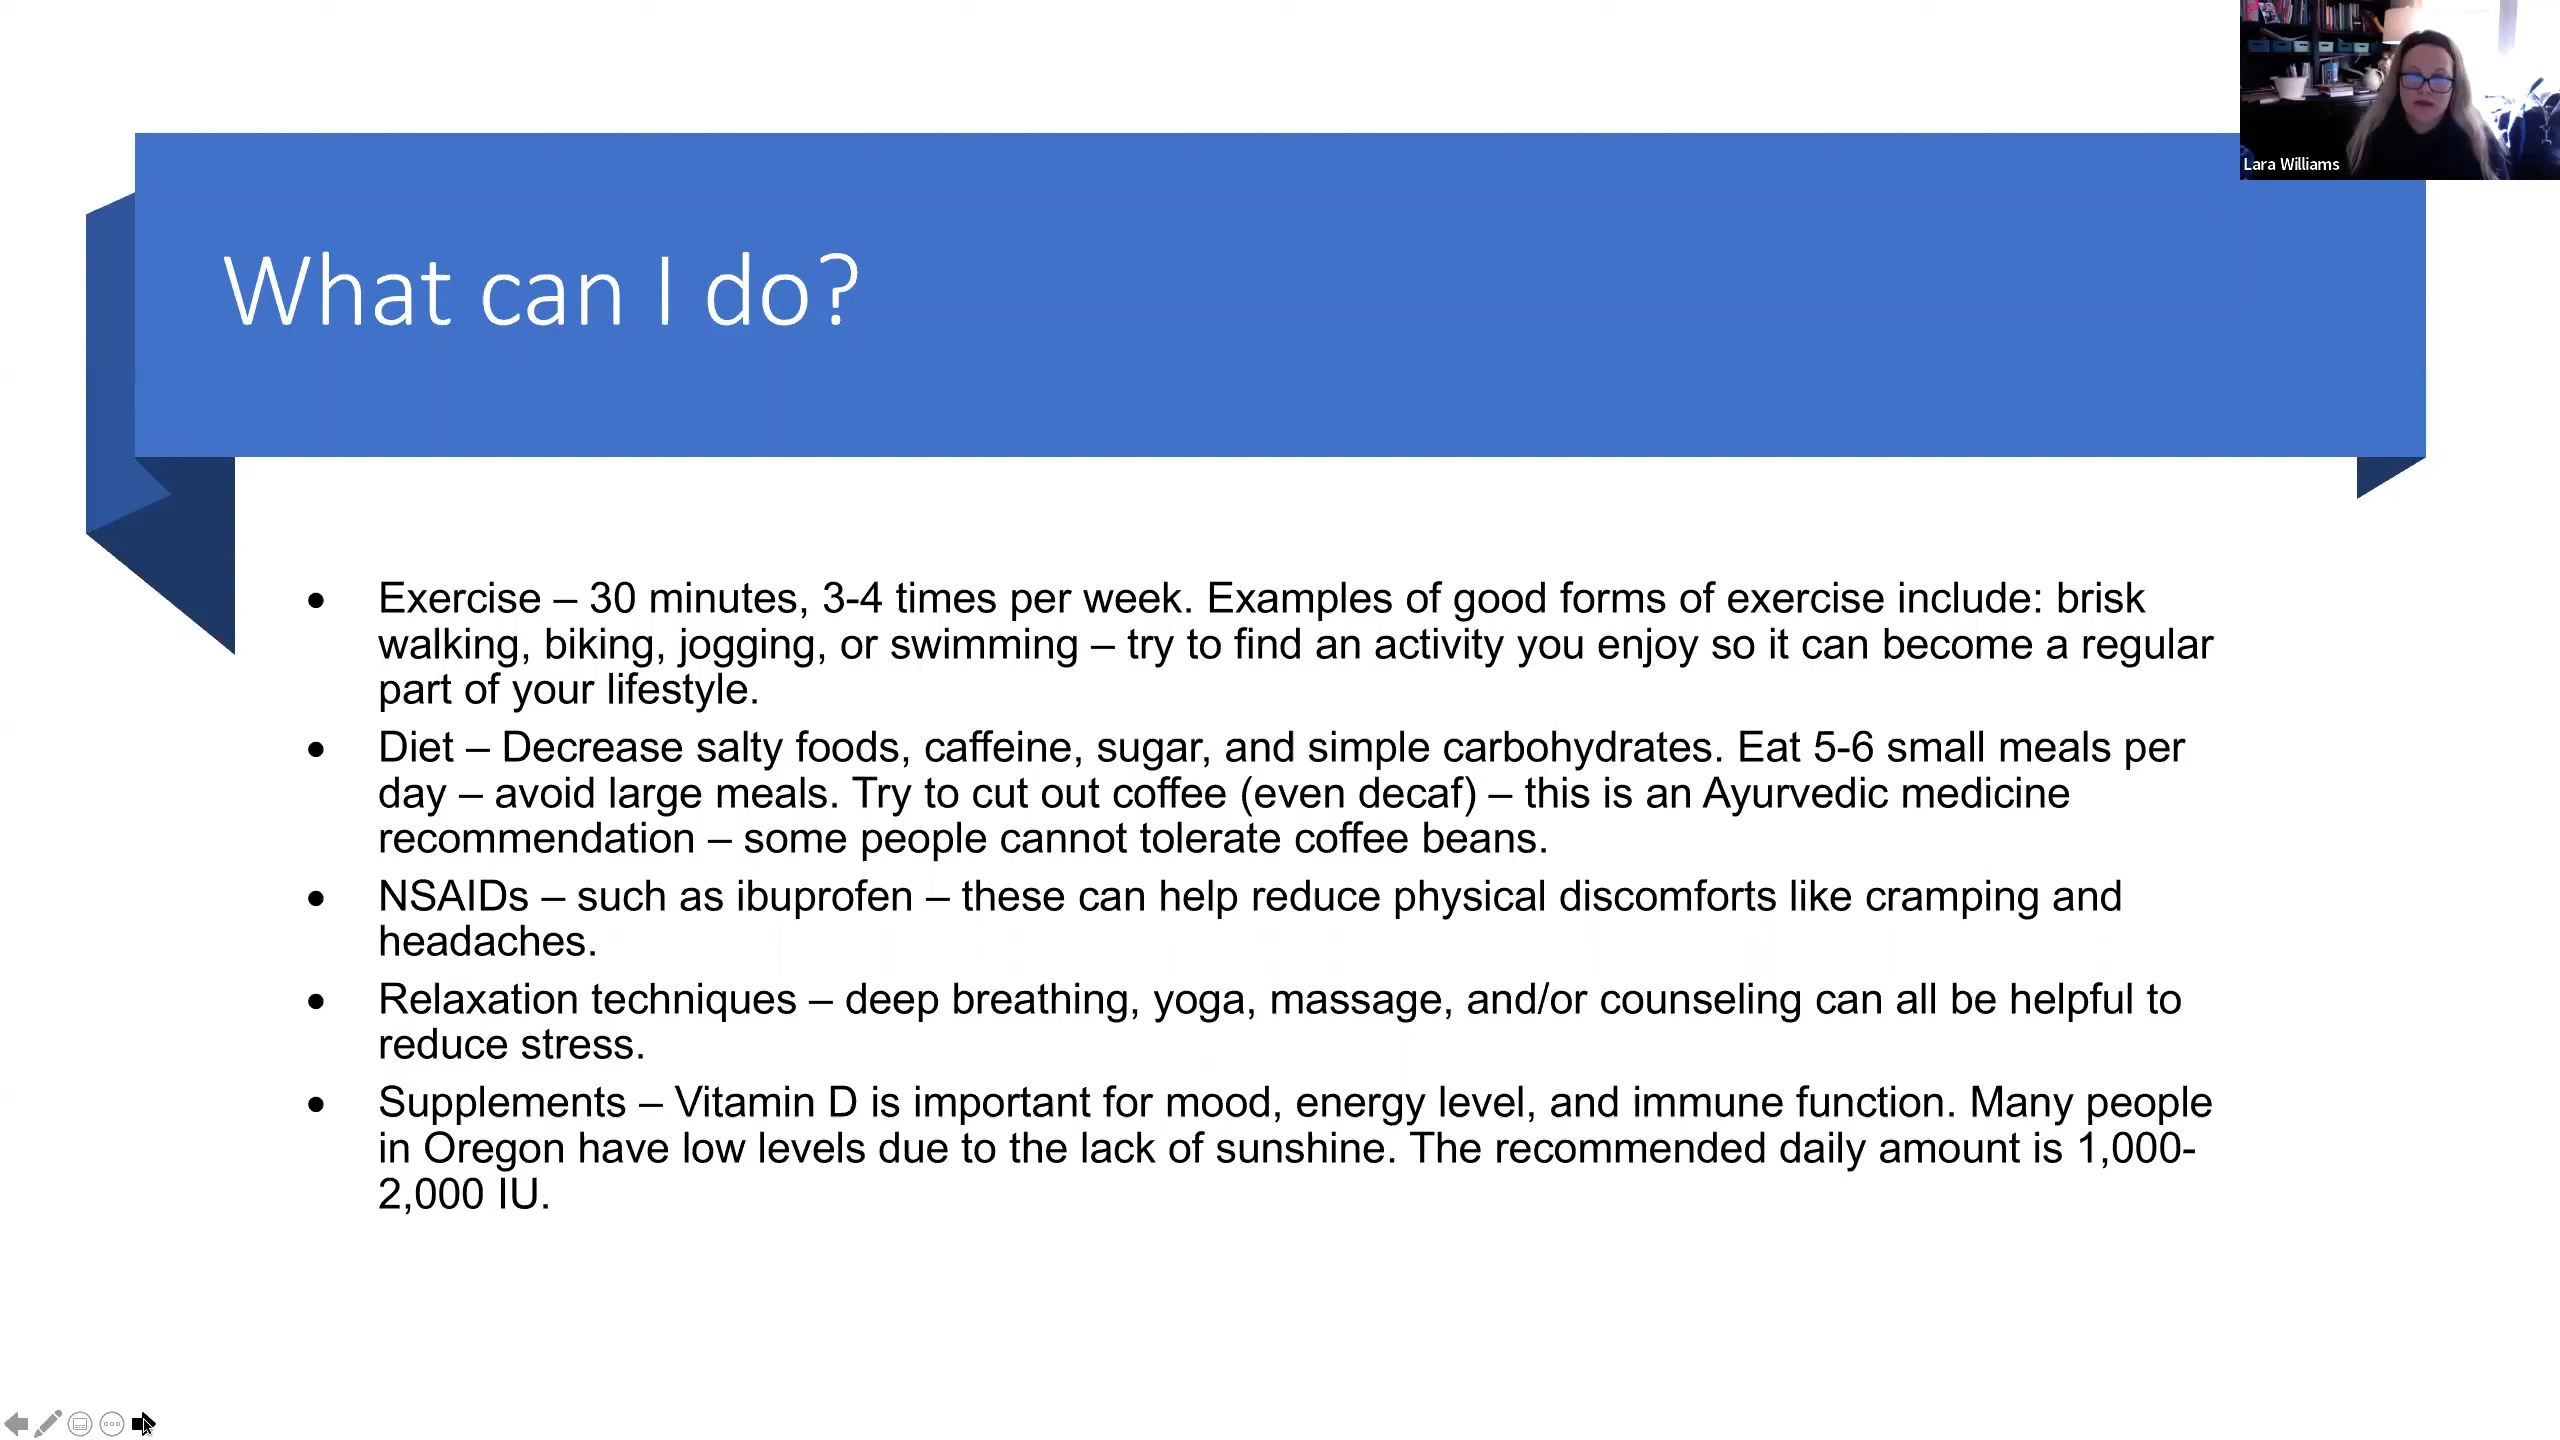 Lara Williams
What can I do?
• Exercise – 30 minutes, 3-4 times per week. Examples of good forms of exercise include: brisk
walking, biking, jogging, or swimming – try to find an activity you enjoy so it can become a regular
part of your lifestyle.
• Diet – Decrease salty foods, caffeine, sugar, and simple carbohydrates. Eat 5-6 small meals per
day – avoid large meals. Try to cut out coffee (even decaf) – this is an Ayurvedic medicine
recommendation – some people cannot tolerate coffee beans.
• NSAIDs – such as ibuprofen – these can help reduce physical discomforts like cramping and
headaches.
• Relaxation techniques – deep breathing, yoga, massage, and/or counseling can all be helpful to
reduce stress.
• Supplements – Vitamin D is important for mood, energy level, and immune function. Many people
in Oregon have low levels due to the lack of sunshine. The recommended daily amount is 1,000-
2,000 IU.